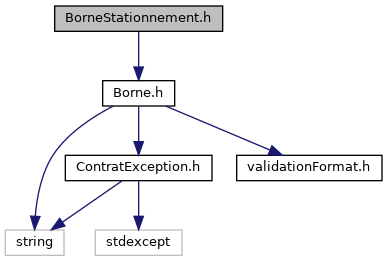 BorneStationnement.h
Borne.h
ContratException.h
validationFormat.h
string
stdexcept